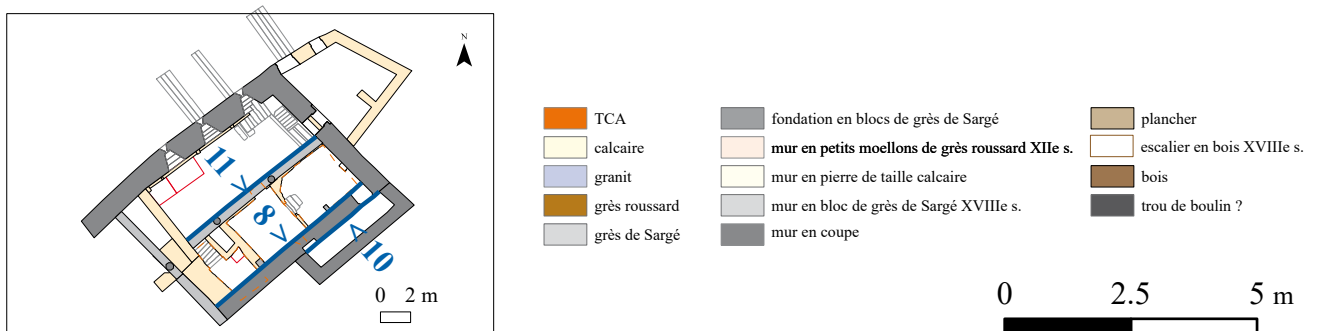 N
11
8
10
0 2 m
TCA
calcaire
granit
grès roussard
grès de Sargé
fondation en blocs de grès de Sargé
mur en petits moellons de grès roussard XIIe s.
mur en pierre de taille calcaire
mur en bloc de grès de Sargé XVIIIe s.
mur en coupe
plancher
escalier en bois XVIIIe s.
bois
trou de boulin ?
0 2.5 5 m